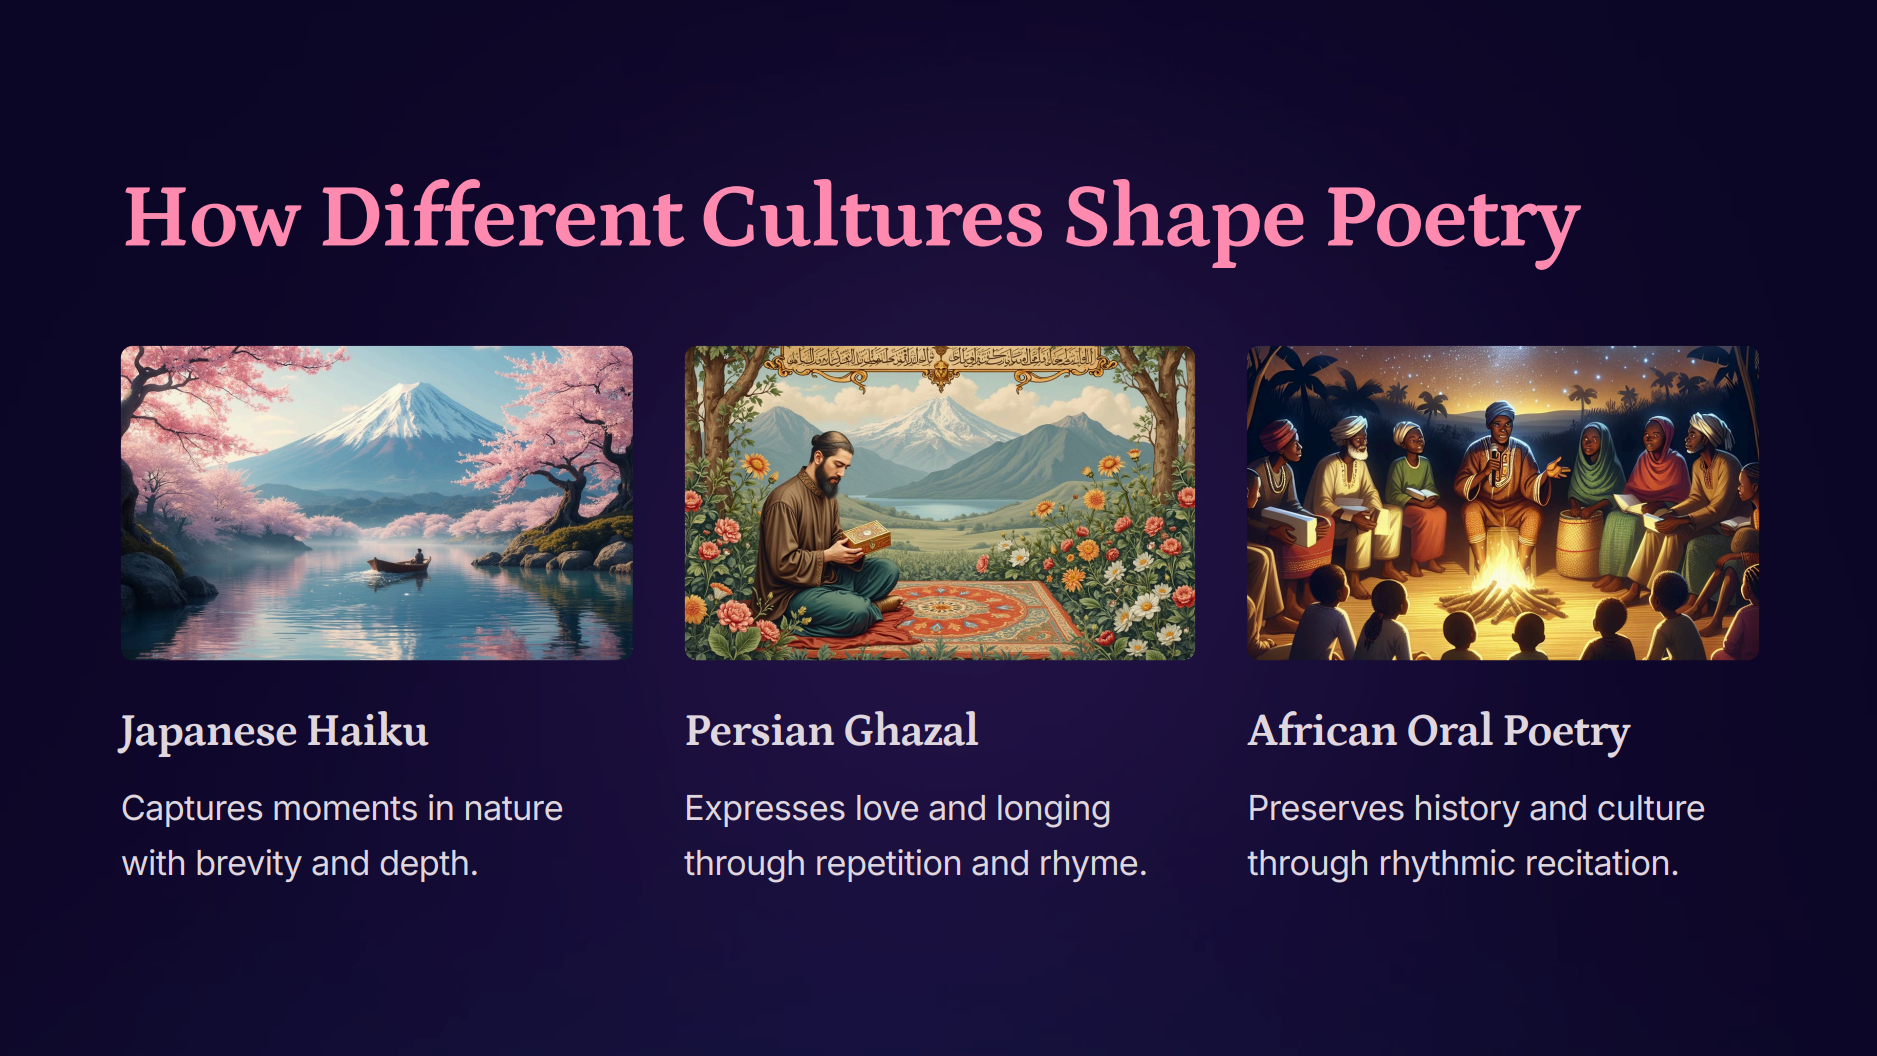 How Different Cultures Shape Poetry
Japanese Haiku
Captures moments in nature
with brevity and depth.
Persian Ghazal
Expresses love and longing
through repetition and rhyme.
African Oral Poetry
Preserves history and culture
through rhythmic recitation.